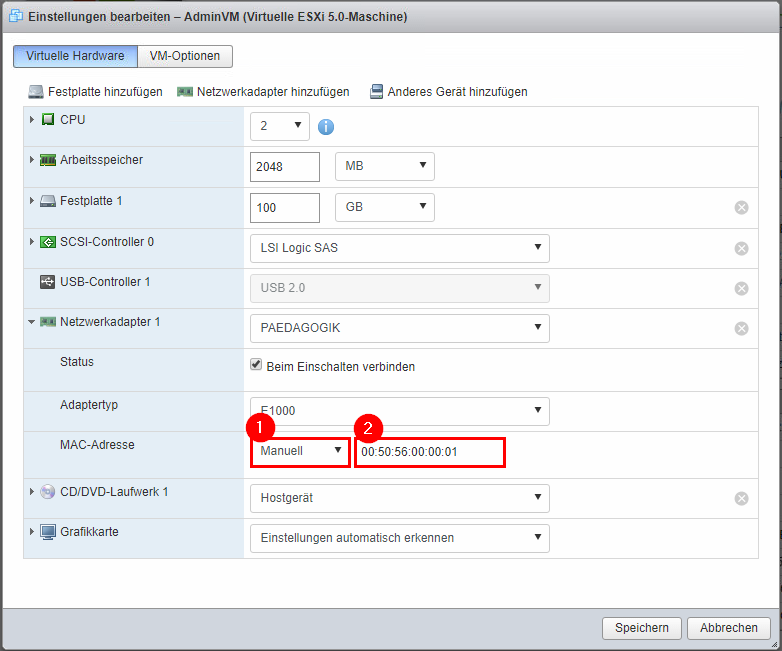 Einstellungen bearbeiten – AdminVM (Virtuelle ESXi 5.0-Maschine)
Virtuelle Hardware VM-Optionen
Festplatte hinzufügen Netzwerkadapter hinzufügen Anderes Gerät hinzufügen
CPU 2
Arbeitsspeicher 2048 MB
Festplatte 1 100 GB
SCSI-Controller 0 LSI Logic SAS
USB-Controller 1 USB 2.0
Netzwerkadapter 1 PAEDAGOGIK
Status Beim Einschalten verbinden
Adaptertyp E1000
1 2
MAC-Adresse Manuell 00:50:56:00:00:01
CD/DVD-Laufwerk 1 Hostgerät
Grafikkarte Einstellungen automatisch erkennen
Speichern Abbrechen